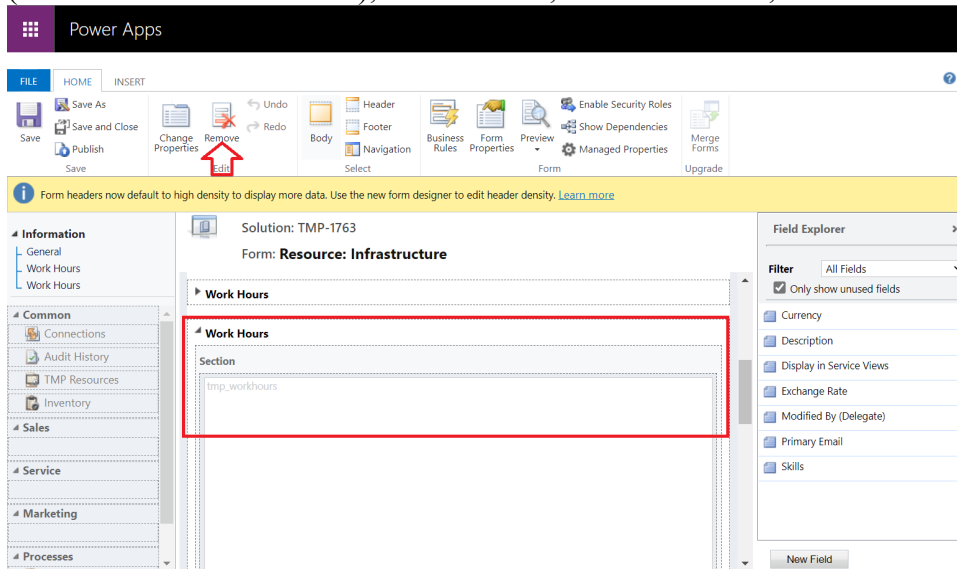 Power Apps
FILE HOME INSERT
Save
Save As
Save and Close
Publish
Save
Change Properties
Remove
Undo
Redo
Edit
Body
Header
Footer
Navigation
Select
Business Rules
Form Properties
Preview
Enable Security Roles
Show Dependencies
Managed Properties
Form
Merge Forms
Upgrade
Form headers now default to high density to display more data. Use the new form designer to edit header density. Learn more
Information
General
Work Hours
Work Hours
Common
Connections
Audit History
TMP Resources
Inventory
Sales
Service
Marketing
Processes
Solution: TMP-1763
Form: Resource: Infrastructure
Work Hours
Work Hours
Section
tmp_workhours
Field Explorer
Filter All Fields
Only show unused fields
Currency
Description
Display in Service Views
Exchange Rate
Modified By (Delegate)
Primary Email
Skills
New Field